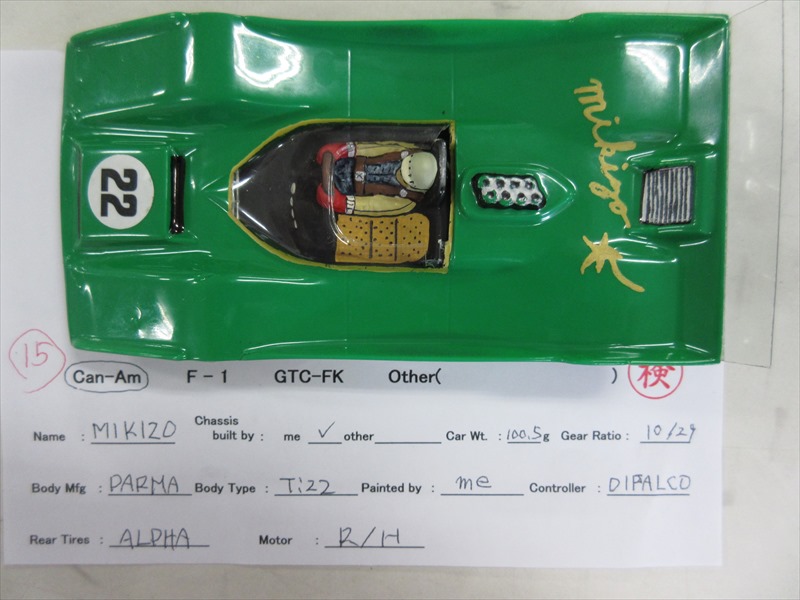 22
mikizo
15
Can-Am F-1 GTC-FK Other( ) 検
Name : MIKIZO Chassis built by : me ✓ other Car Wt. : 100.5g Gear Ratio : 10/29
Body Mfg : PARMA Body Type : Ti22 Painted by : me Controller : DIFALCO
Rear Tires : ALPHA Motor : R/H